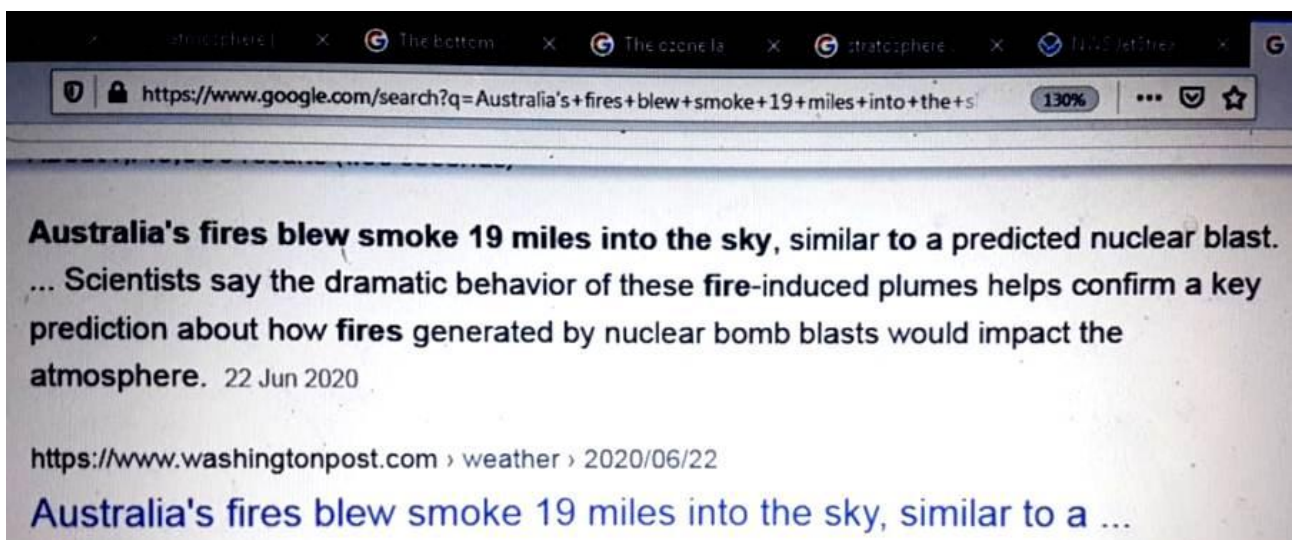 The bottom
The ozone la
stratosphere
https://www.google.com/search?q=Australia's+fires+blew+smoke+19+miles+into+the+s
130%
Australia's fires blew smoke 19 miles into the sky, similar to a predicted nuclear blast.
... Scientists say the dramatic behavior of these fire-induced plumes helps confirm a key
prediction about how fires generated by nuclear bomb blasts would impact the
atmosphere. 22 Jun 2020
https://www.washingtonpost.com › weather › 2020/06/22
Australia's fires blew smoke 19 miles into the sky, similar to a ...